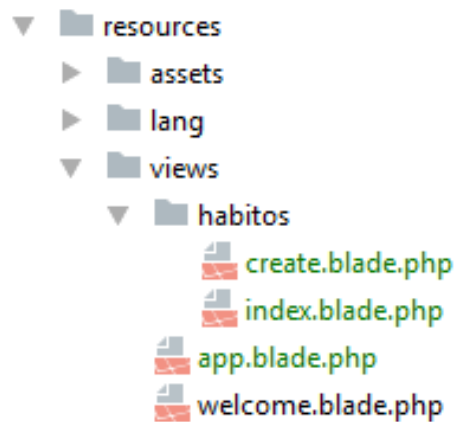 resources
assets
lang
views
habitos
create.blade.php
index.blade.php
app.blade.php
welcome.blade.php